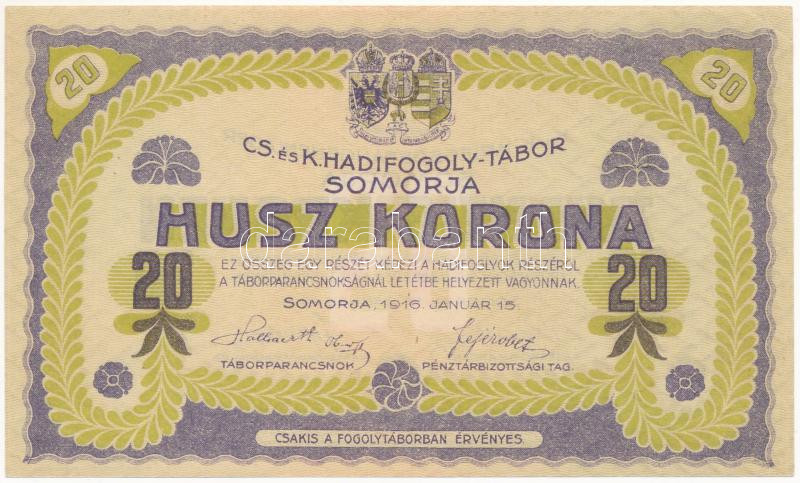 20 20
CS. és K. HADIFOGOLY-TÁBOR
SOMORJA
HUSZ KORONA
20 20
EZ ÖSSZEG EGY RÉSZÉT KÉPEZI A HADIFOGLYOK RÉSZÉRŐL
A TÁBORPARANCSNOKSÁGNÁL LETÉTBE HELYEZETT VAGYONNAK.
SOMORJA, 1916. JANUÁR 15.
TÁBORPARANCSNOK PÉNZTÁRBIZOTTSÁGI TAG.
CSAKIS A FOGOLYTÁBORBAN ÉRVÉNYES.
darabanth